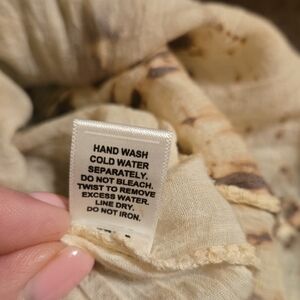 HAND WASH
COLD WATER
SEPARATELY.
DO NOT BLEACH.
TWIST TO REMOVE
EXCESS WATER.
LINE DRY.
DO NOT IRON.